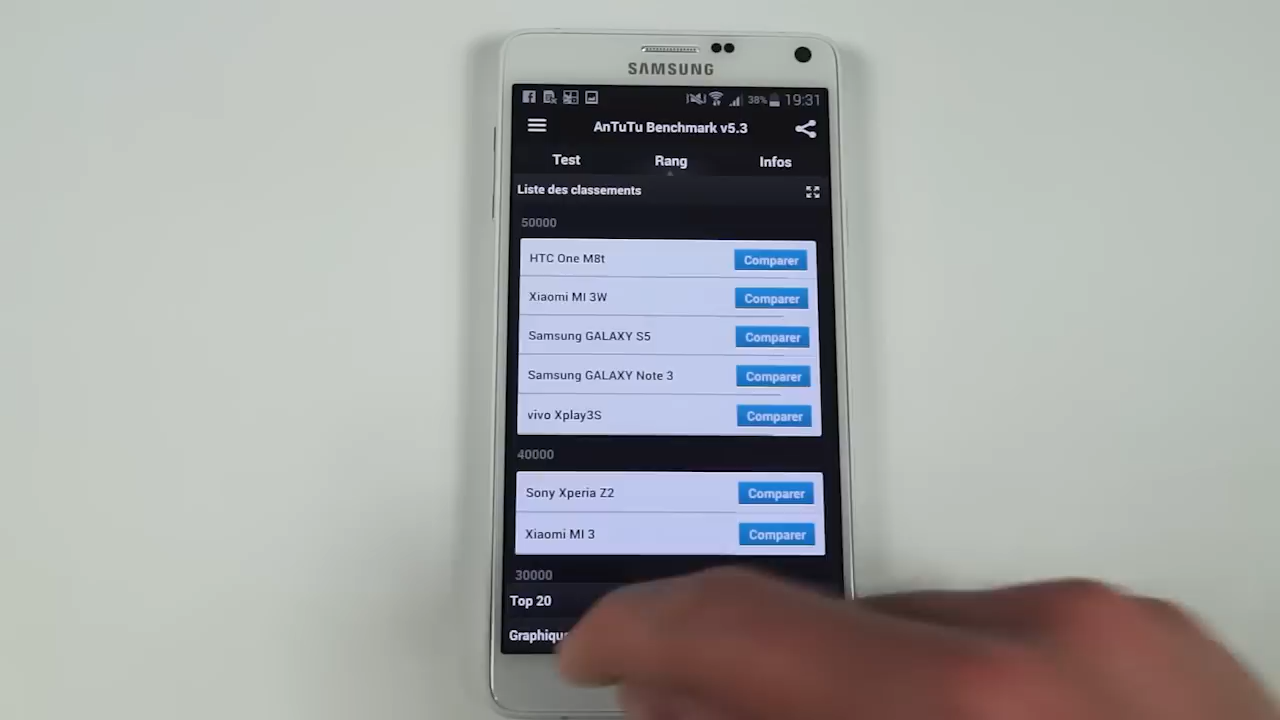 SAMSUNG
38% 19:31
AnTuTu Benchmark v5.3
Test Rang Infos
Liste des classements
50000
HTC One M8t Comparer
Xiaomi MI 3W Comparer
Samsung GALAXY S5 Comparer
Samsung GALAXY Note 3 Comparer
vivo Xplay3S Comparer
40000
Sony Xperia Z2 Comparer
Xiaomi MI 3 Comparer
30000
Top 20